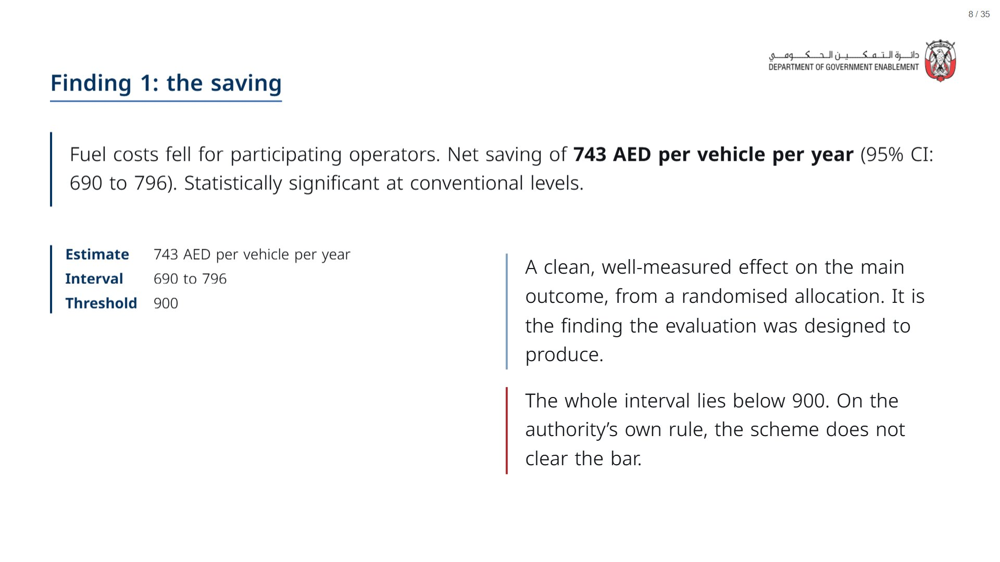 8 / 35
دائرة التمكين الحكومي
DEPARTMENT OF GOVERNMENT ENABLEMENT
Finding 1: the saving
Fuel costs fell for participating operators. Net saving of 743 AED per vehicle per year (95% CI:
690 to 796). Statistically significant at conventional levels.
Estimate 743 AED per vehicle per year
Interval 690 to 796
Threshold 900
A clean, well-measured effect on the main
outcome, from a randomised allocation. It is
the finding the evaluation was designed to
produce.
The whole interval lies below 900. On the
authority’s own rule, the scheme does not
clear the bar.